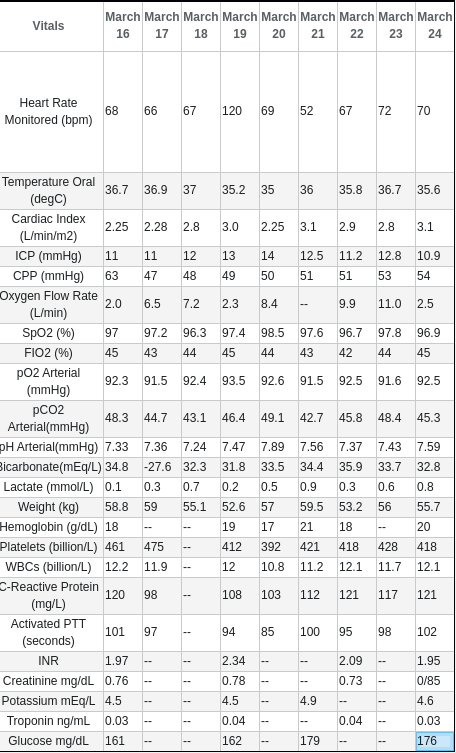 Vitals March 16 March 17 March 18 March 19 March 20 March 21 March 22 March 23 March 24
Heart Rate Monitored (bpm) 68 66 67 120 69 52 67 72 70
Temperature Oral (degC) 36.7 36.9 37 35.2 35 36 35.8 36.7 35.6
Cardiac Index (L/min/m2) 2.25 2.28 2.8 3.0 2.25 3.1 2.9 2.8 3.1
ICP (mmHg) 11 11 12 13 14 12.5 11.2 12.8 10.9
CPP (mmHg) 63 47 48 49 50 51 51 53 54
Oxygen Flow Rate (L/min) 2.0 6.5 7.2 2.3 8.4 -- 9.9 11.0 2.5
SpO2 (%) 97 97.2 96.3 97.4 98.5 97.6 96.7 97.8 96.9
FIO2 (%) 45 43 44 45 44 43 42 44 45
pO2 Arterial (mmHg) 92.3 91.5 92.4 93.5 92.6 91.5 92.5 91.6 92.5
pCO2 Arterial(mmHg) 48.3 44.7 43.1 46.4 49.1 42.7 45.8 48.4 45.3
pH Arterial(mmHg) 7.33 7.36 7.24 7.47 7.89 7.56 7.37 7.43 7.59
Bicarbonate(mEq/L) 34.8 -27.6 32.3 31.8 33.5 34.4 35.9 33.7 32.8
Lactate (mmol/L) 0.1 0.3 0.7 0.2 0.5 0.9 0.3 0.6 0.8
Weight (kg) 58.8 59 55.1 52.6 57 59.5 53.2 56 55.7
Hemoglobin (g/dL) 18 -- -- 19 17 21 18 -- 20
Platelets (billion/L) 461 475 -- 412 392 421 418 428 418
WBCs (billion/L) 12.2 11.9 -- 12 10.8 11.2 12.1 11.7 12.1
C-Reactive Protein (mg/L) 120 98 -- 108 103 112 121 117 121
Activated PTT (seconds) 101 97 -- 94 85 100 95 98 102
INR 1.97 -- -- 2.34 -- -- 2.09 -- 1.95
Creatinine mg/dL 0.76 -- -- 0.78 -- -- 0.73 -- 0/85
Potassium mEq/L 4.5 -- -- 4.5 -- 4.9 -- -- 4.6
Troponin ng/mL 0.03 -- -- 0.04 -- -- 0.04 -- 0.03
Glucose mg/dL 161 -- -- 162 -- 179 -- -- 176